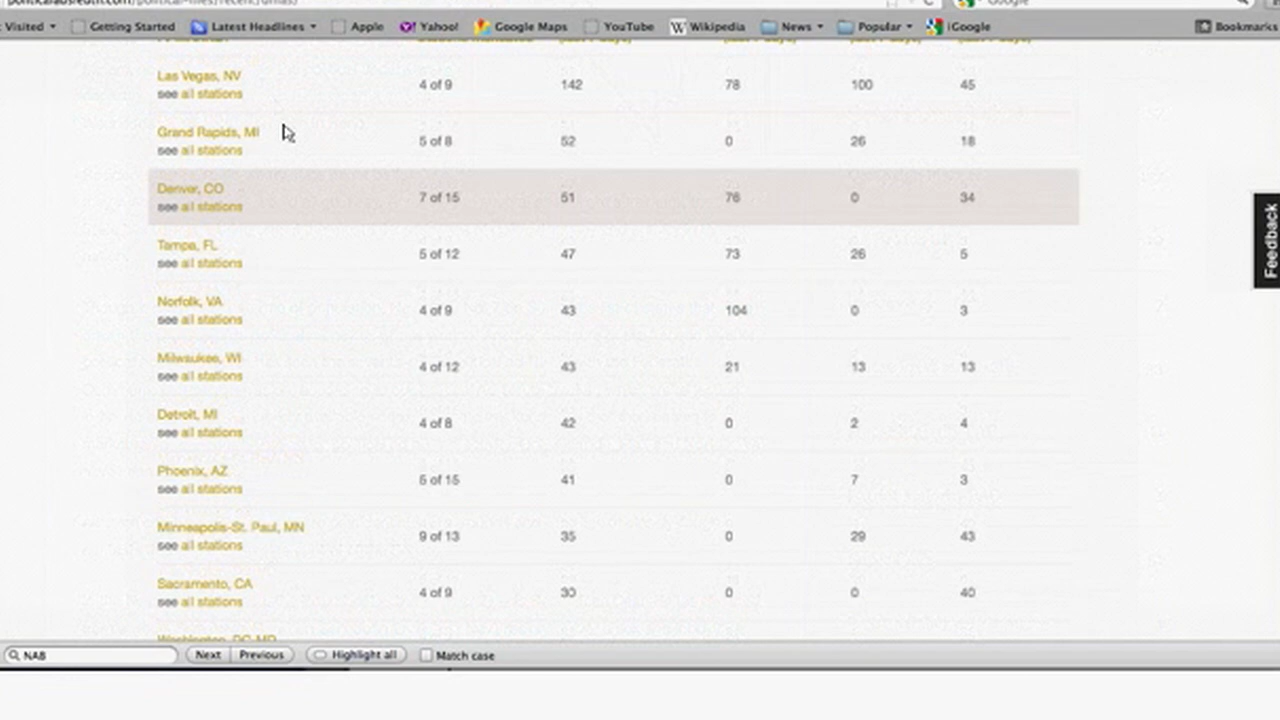 Visited Getting Started Latest Headlines Apple Yahoo! Google Maps YouTube Wikipedia News Popular iGoogle Bookmarks
Las Vegas, NV 4 of 9 142 78 100 45
see all stations
Grand Rapids, MI 5 of 8 52 0 26 18
see all stations
Denver, CO 7 of 15 51 76 0 34
see all stations
Tampa, FL 5 of 12 47 73 26 5
see all stations
Norfolk, VA 4 of 9 43 104 0 3
see all stations
Milwaukee, WI 4 of 12 43 21 13 13
see all stations
Detroit, MI 4 of 8 42 0 2 4
see all stations
Phoenix, AZ 5 of 15 41 0 7 3
see all stations
Minneapolis-St. Paul, MN 9 of 13 35 0 29 43
see all stations
Sacramento, CA 4 of 9 30 0 0 40
see all stations
Washington, DC-MD
Feedback
NAB Next Previous Highlight all Match case